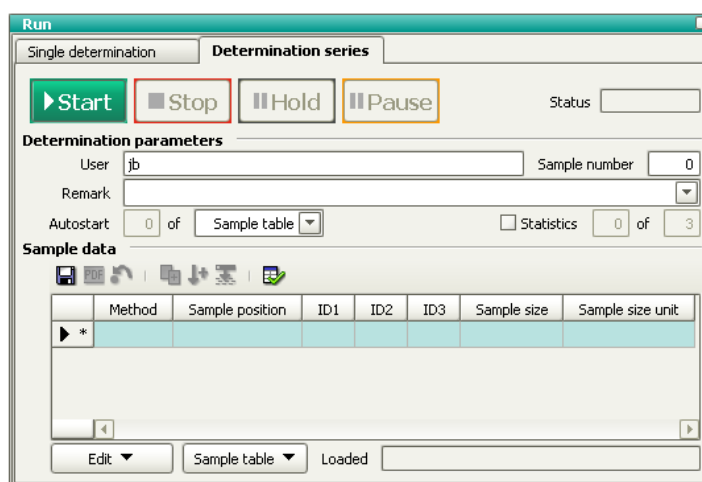 Run
Single determination Determination series
Start Stop Hold Pause Status
Determination parameters
User jb Sample number 0
Remark
Autostart 0 of Sample table Statistics 0 of 3
Sample data
PDF
Method Sample position ID1 ID2 ID3 Sample size Sample size unit
*
Edit Sample table Loaded